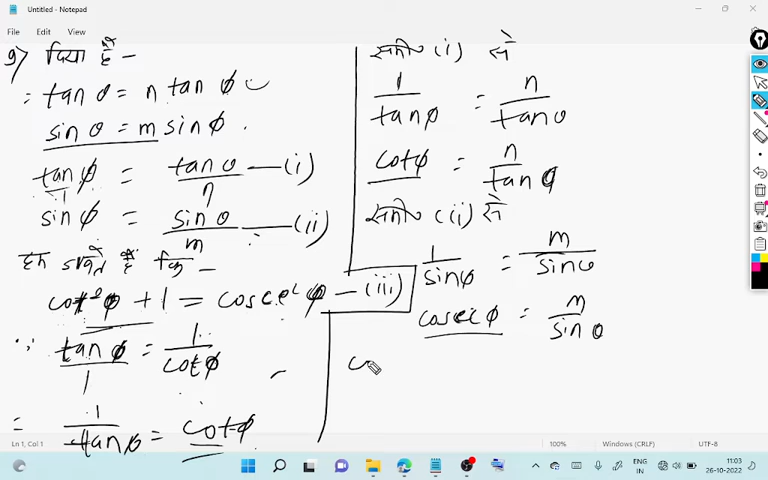 Untitled - Notepad
File Edit View
9) दिया है -
= tan θ = n tan ϕ
sin θ = m sin ϕ .
tan ϕ / 1 = tan θ / n — (i)
sin ϕ = sin θ / m — (ii)
हम जानते हैं कि -
cot² ϕ + 1 = cosec² ϕ - (iii)
∵ tan ϕ / 1 = 1 / cot ϕ
= 1 / tan ϕ = cot ϕ
समी० (i) से
1 / tan ϕ = n / tan θ
cot ϕ = n / tan θ
समी० (ii) से
1 / sin ϕ = m / sin θ
cosec ϕ = m / sin θ
Ln 1, Col 1 100% Windows (CRLF) UTF-8
ENG IN 11:03 26-10-2022